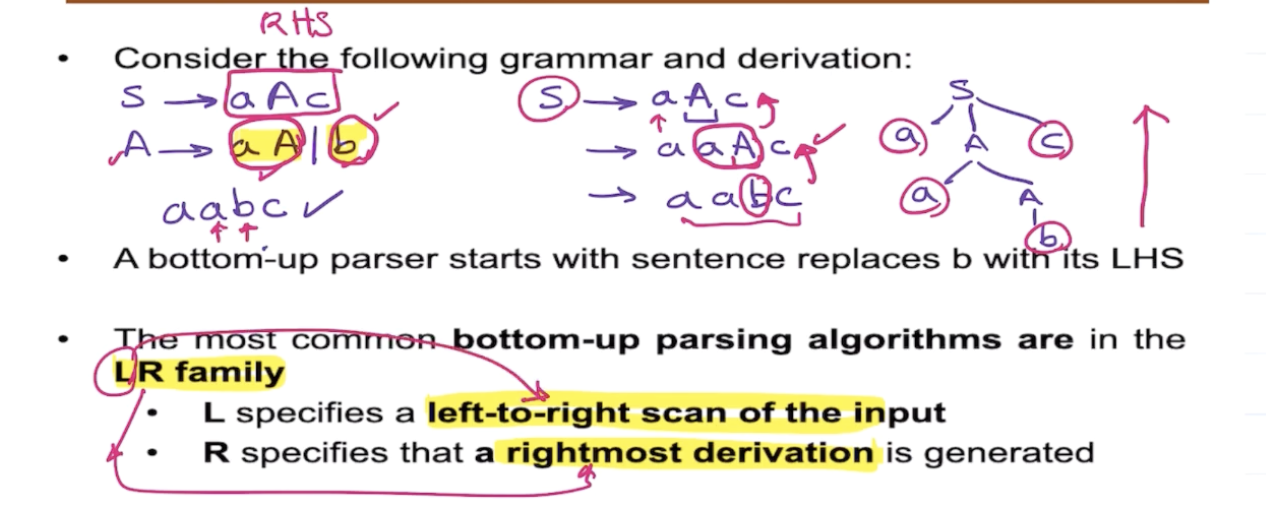 RHS
• Consider the following grammar and derivation:
S → aAc
A → aA | b
aabc ✓
S → aAc
→ aaAc
→ aabc
S
a A c
a A
b
• A bottom-up parser starts with sentence replaces b with its LHS
• The most common bottom-up parsing algorithms are in the
LR family
• L specifies a left-to-right scan of the input
• R specifies that a rightmost derivation is generated